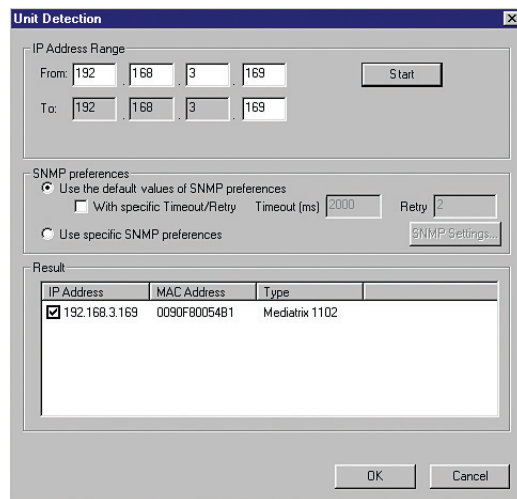 Unit Detection
IP Address Range
From: 192 . 168 . 3 . 169 Start
To: 192 . 168 . 3 . 169
SNMP preferences
Use the default values of SNMP preferences
With specific Timeout/Retry Timeout (ms) 2000 Retry 2
Use specific SNMP preferences SNMP Settings...
Result
IP Address MAC Address Type
192.168.3.169 0090F80054B1 Mediatrix 1102
OK Cancel